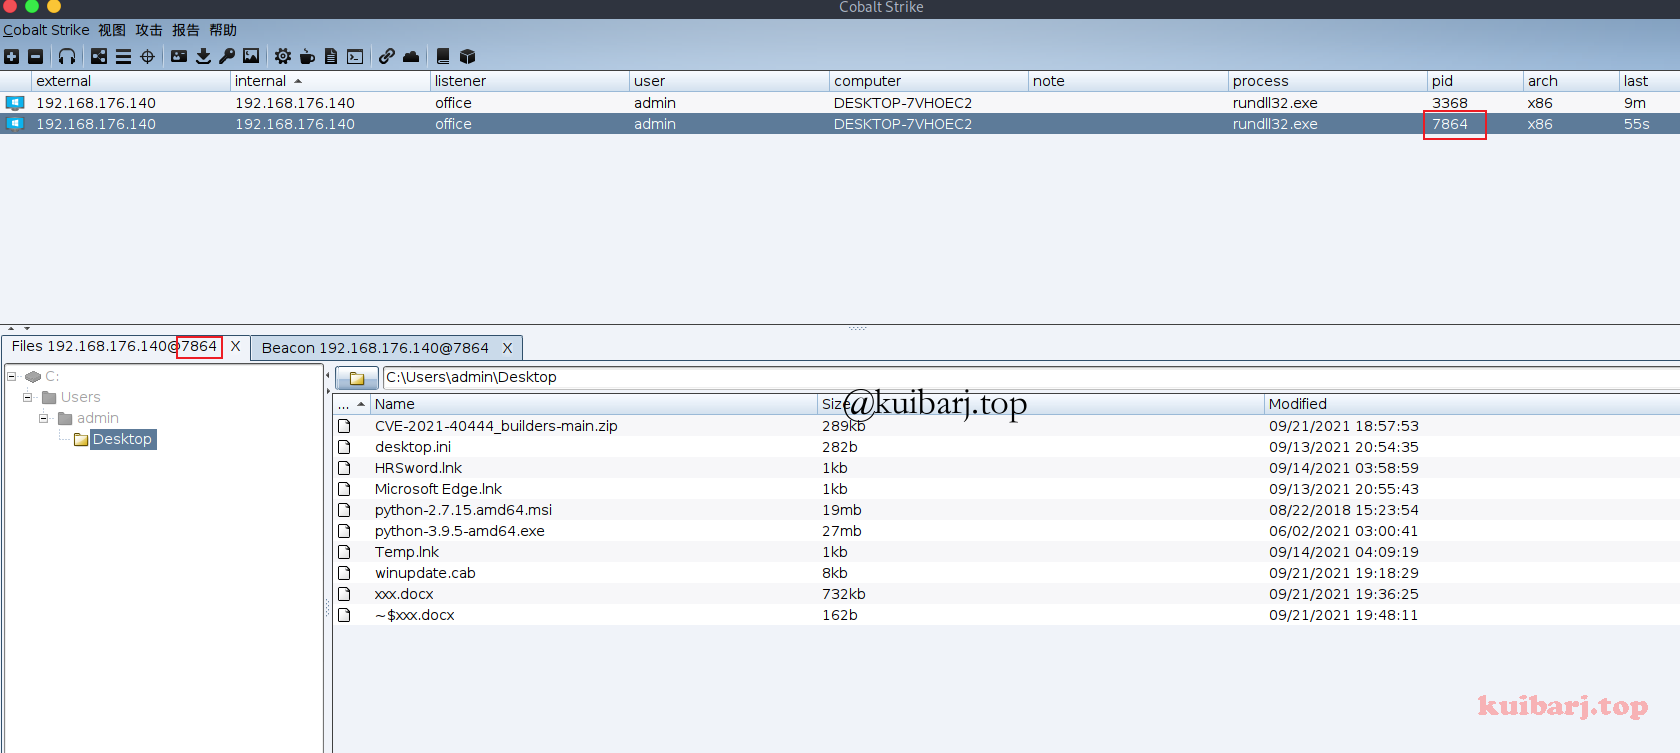 Cobalt Strike
Cobalt Strike 视图 攻击 报告 帮助
external internal listener user computer note process pid arch last
192.168.176.140 192.168.176.140 office admin DESKTOP-7VHOEC2 rundll32.exe 3368 x86 9m
192.168.176.140 192.168.176.140 office admin DESKTOP-7VHOEC2 rundll32.exe 7864 x86 55s
Files 192.168.176.140@7864 X Beacon 192.168.176.140@7864 X
C:
Users
admin
Desktop
C:\Users\admin\Desktop
... Name Size Modified
@kuibarj.top
CVE-2021-40444_builders-main.zip 289kb 09/21/2021 18:57:53
desktop.ini 282b 09/13/2021 20:54:35
HRSword.lnk 1kb 09/14/2021 03:58:59
Microsoft Edge.lnk 1kb 09/13/2021 20:55:43
python-2.7.15.amd64.msi 19mb 08/22/2018 15:23:54
python-3.9.5-amd64.exe 27mb 06/02/2021 03:00:41
Temp.lnk 1kb 09/14/2021 04:09:19
winupdate.cab 8kb 09/21/2021 19:18:29
xxx.docx 732kb 09/21/2021 19:36:25
~$xxx.docx 162b 09/21/2021 19:48:11
kuibarj.top